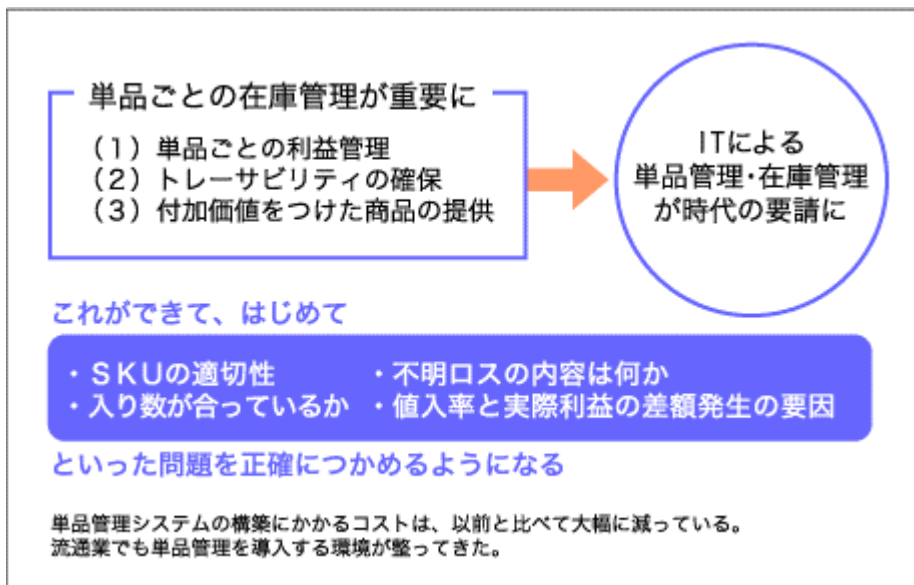 単品ごとの在庫管理が重要に
（１）単品ごとの利益管理
（２）トレーサビリティの確保
（３）付加価値をつけた商品の提供
ITによる
単品管理・在庫管理
が時代の要請に
これができて、はじめて
・ＳＫＵの適切性
・不明ロスの内容は何か
・入り数が合っているか
・値入率と実際利益の差額発生の要因
といった問題を正確につかめるようになる
単品管理システムの構築にかかるコストは、以前と比べて大幅に減っている。
流通業でも単品管理を導入する環境が整ってきた。